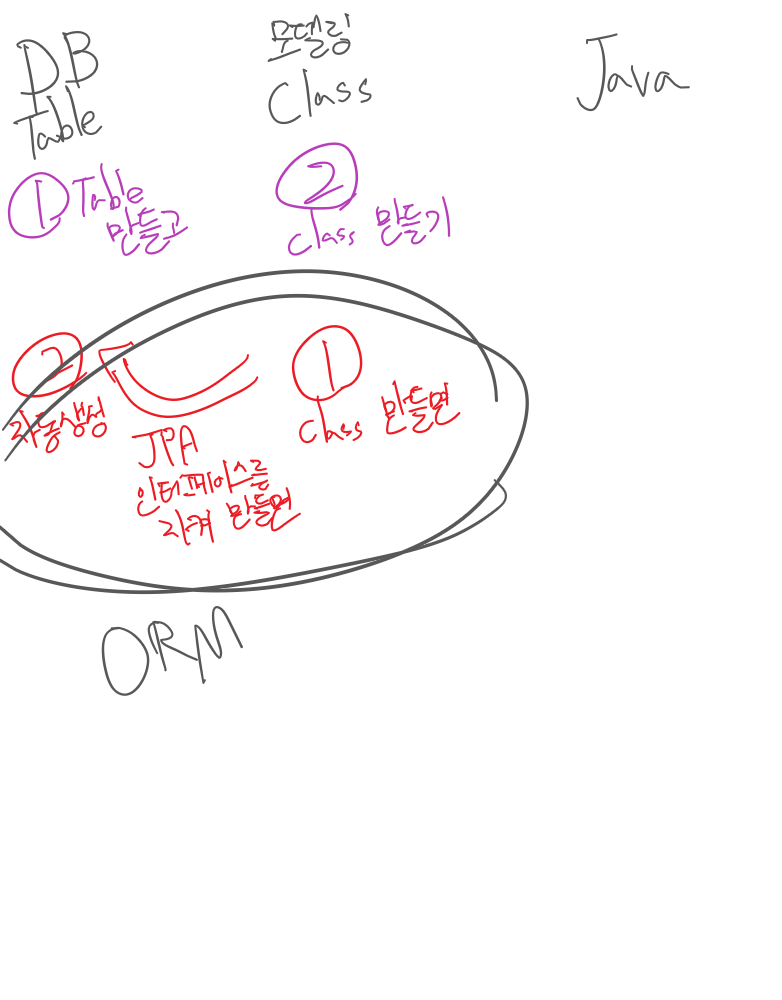 DB
Table
모델링
Class
Java
① Table
만들고
②
class 만들기
②
자동생성
JPA
인터페이스를
지켜 만들면
①
class 만들면
ORM